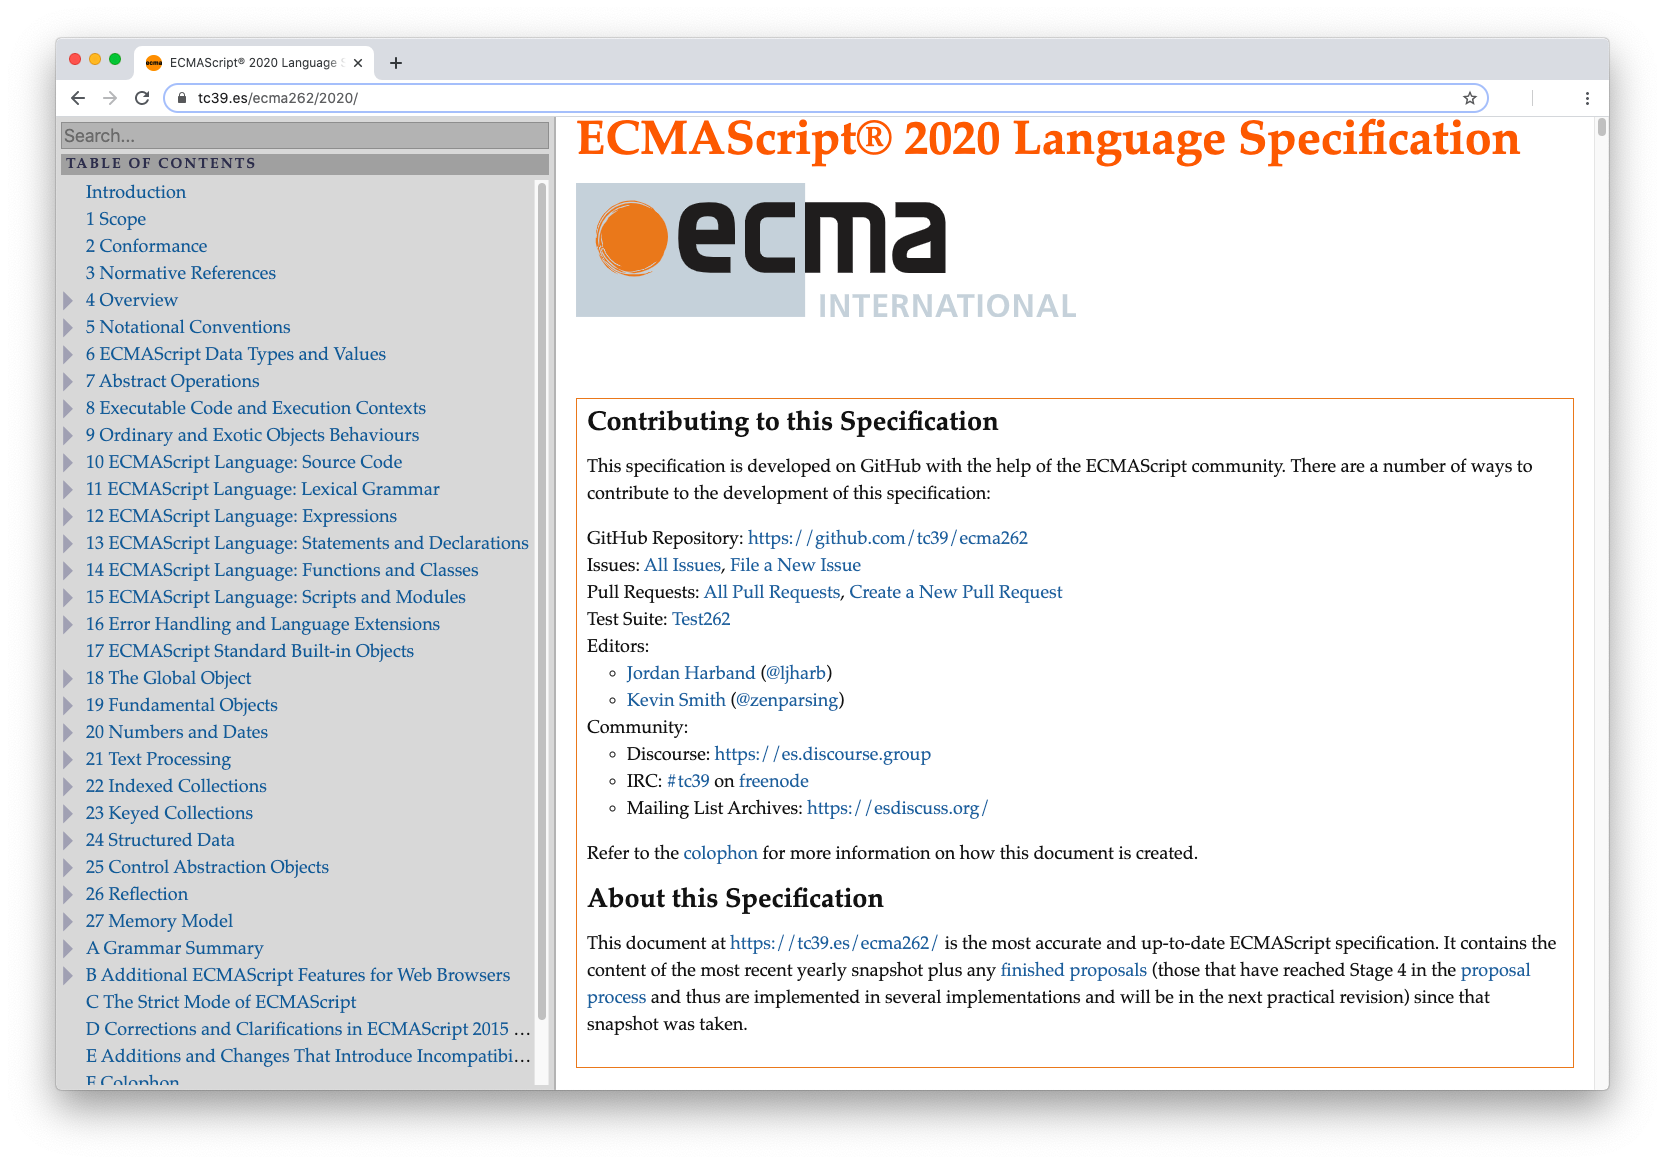 ECMAScript® 2020 Language S
tc39.es/ecma262/2020/
Search...
TABLE OF CONTENTS
Introduction
1 Scope
2 Conformance
3 Normative References
4 Overview
5 Notational Conventions
6 ECMAScript Data Types and Values
7 Abstract Operations
8 Executable Code and Execution Contexts
9 Ordinary and Exotic Objects Behaviours
10 ECMAScript Language: Source Code
11 ECMAScript Language: Lexical Grammar
12 ECMAScript Language: Expressions
13 ECMAScript Language: Statements and Declarations
14 ECMAScript Language: Functions and Classes
15 ECMAScript Language: Scripts and Modules
16 Error Handling and Language Extensions
17 ECMAScript Standard Built-in Objects
18 The Global Object
19 Fundamental Objects
20 Numbers and Dates
21 Text Processing
22 Indexed Collections
23 Keyed Collections
24 Structured Data
25 Control Abstraction Objects
26 Reflection
27 Memory Model
A Grammar Summary
B Additional ECMAScript Features for Web Browsers
C The Strict Mode of ECMAScript
D Corrections and Clarifications in ECMAScript 2015 …
E Additions and Changes That Introduce Incompatibi…
F Colophon
ECMAScript® 2020 Language Specification
ecma
INTERNATIONAL
Contributing to this Specification
This specification is developed on GitHub with the help of the ECMAScript community. There are a number of ways to
contribute to the development of this specification:
GitHub Repository: https://github.com/tc39/ecma262
Issues: All Issues, File a New Issue
Pull Requests: All Pull Requests, Create a New Pull Request
Test Suite: Test262
Editors:
Jordan Harband (@ljharb)
Kevin Smith (@zenparsing)
Community:
Discourse: https://es.discourse.group
IRC: #tc39 on freenode
Mailing List Archives: https://esdiscuss.org/
Refer to the colophon for more information on how this document is created.
About this Specification
This document at https://tc39.es/ecma262/ is the most accurate and up-to-date ECMAScript specification. It contains the
content of the most recent yearly snapshot plus any finished proposals (those that have reached Stage 4 in the proposal
process and thus are implemented in several implementations and will be in the next practical revision) since that
snapshot was taken.